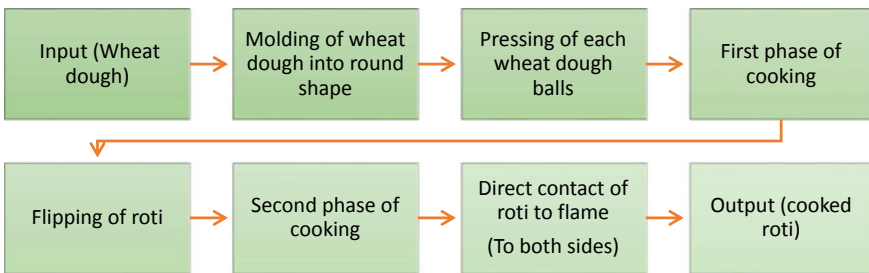 Input (Wheat
dough)
Molding of wheat
dough into round
shape
Pressing of each
wheat dough
balls
First phase of
cooking
Flipping of roti
Second phase of
cooking
Direct contact of
roti to flame
(To both sides)
Output (cooked
roti)